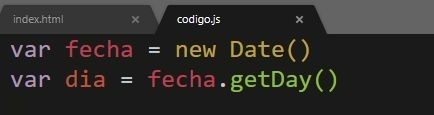 index.html × codigo.js ×
var fecha = new Date()
var dia = fecha.getDay()